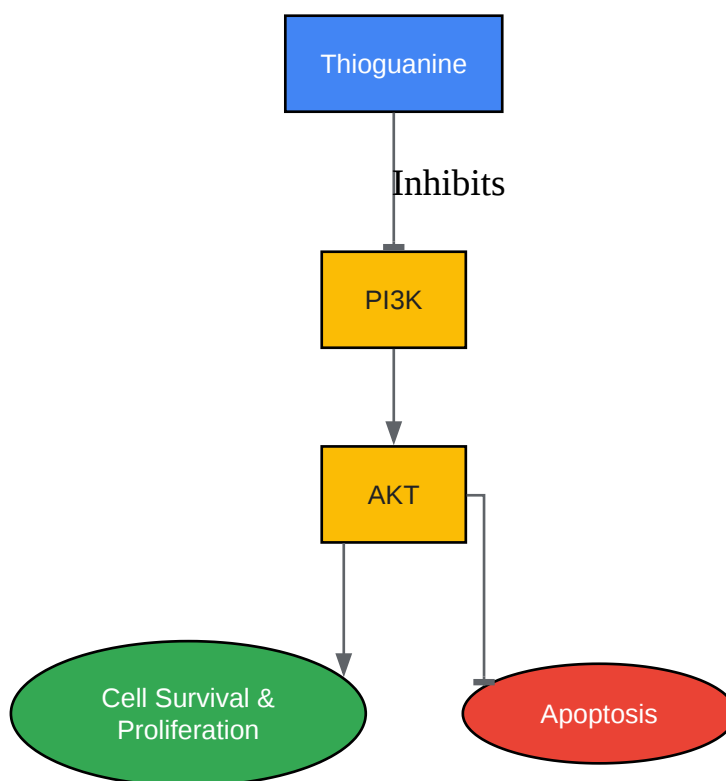 Thioguanine
Inhibits
PI3K
AKT
Cell Survival &
Proliferation
Apoptosis